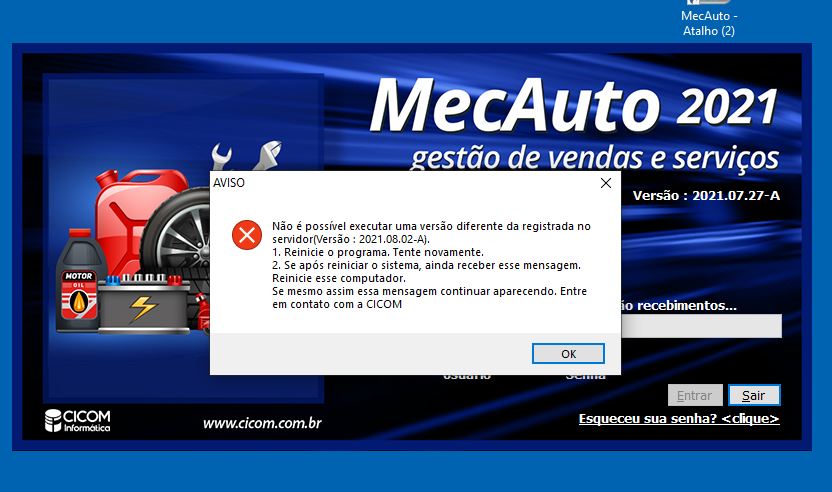 MecAuto -
Atalho (2)
MecAuto 2021
gestão de vendas e serviços
Versão : 2021.07.27-A
AVISO
Não é possível executar uma versão diferente da registrada no
servidor(Versão : 2021.08.02-A).
1. Reinicie o programa. Tente novamente.
2. Se após reiniciar o sistema, ainda receber esse mensagem.
Reinicie esse computador.
Se mesmo assim essa mensagem continuar aparecendo. Entre
em contato com a CICOM
OK
MOTOR
OIL
ão recebimentos...
usuário
Senha
Entrar
Sair
CICOM
Informática
www.cicom.com.br
Esqueceu sua senha? <clique>